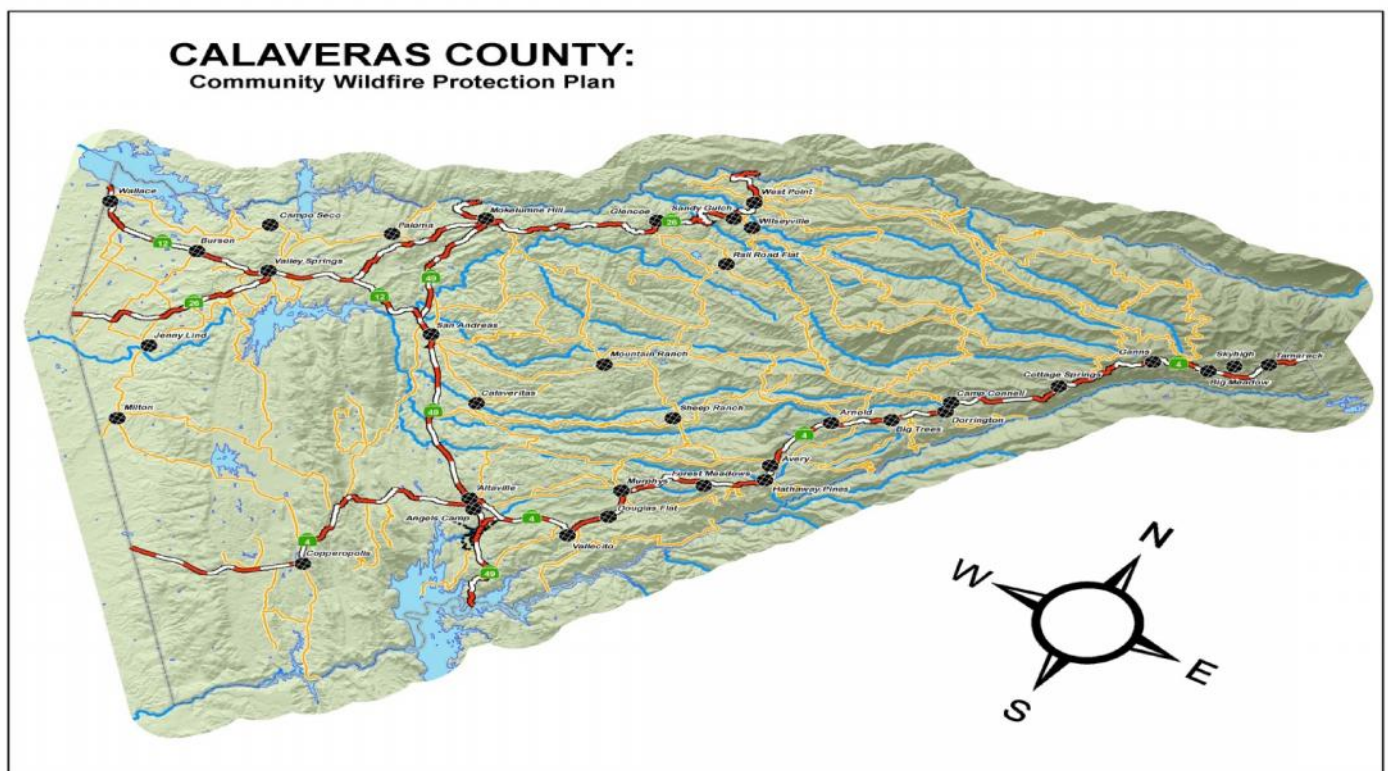 CALAVERAS COUNTY:
Community Wildfire Protection Plan
Wallace
West Point
Campo Seco
Mokelumne Hill
Glencoe
Sandy Gulch
Paloma
26
Wilseyville
12
Burson
Valley Springs
Rail Road Flat
49
26
12
San Andreas
Jenny Lind
Mountain Ranch
Ganns
4
Skyhigh
Tamarack
Big Meadow
Cottage Springs
Calaveritas
Camp Connell
Milton
49
Sheep Ranch
Arnold
Dorrington
4
Big Trees
Avery
Forest Meadows
Murphys
Hathaway Pines
Altaville
Angels Camp
4
Douglas Flat
Vallecito
4
Copperopolis
49
N
W
E
S